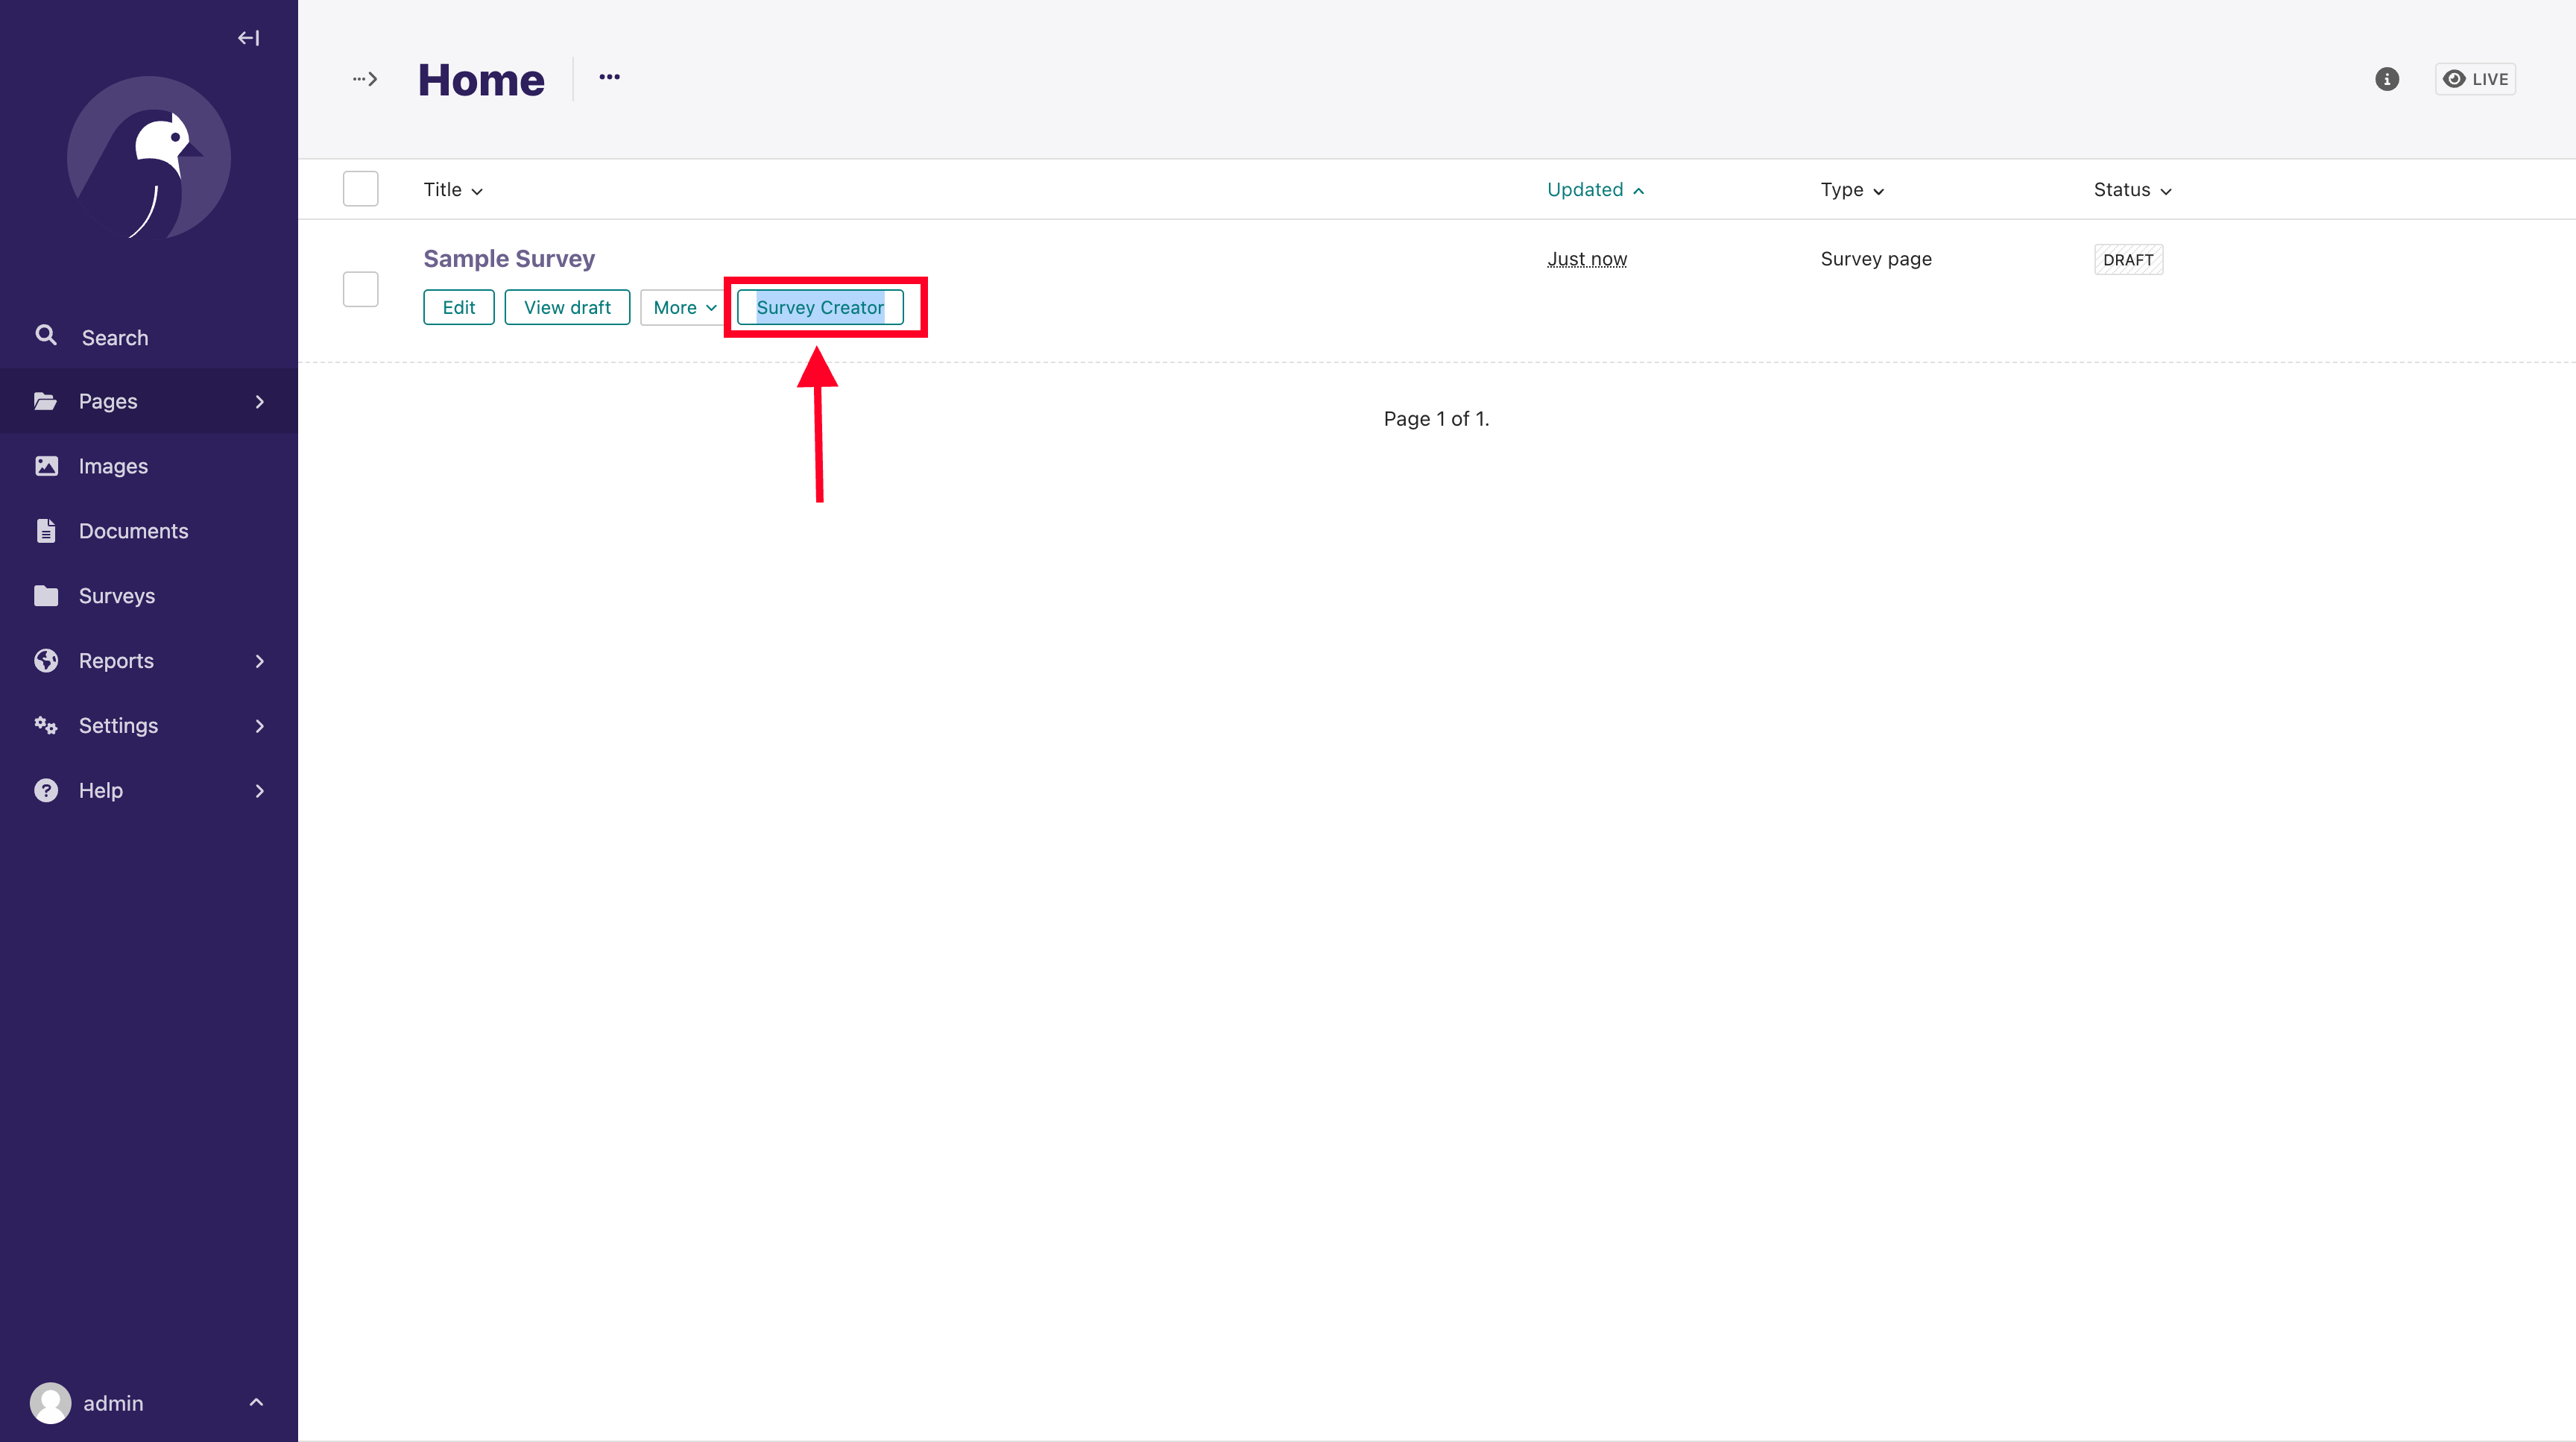 Home
LIVE
Title
Updated
Type
Status
Sample Survey
Just now
Survey page
DRAFT
Edit
View draft
More
Survey Creator
Page 1 of 1.
Search
Pages
Images
Documents
Surveys
Reports
Settings
Help
admin